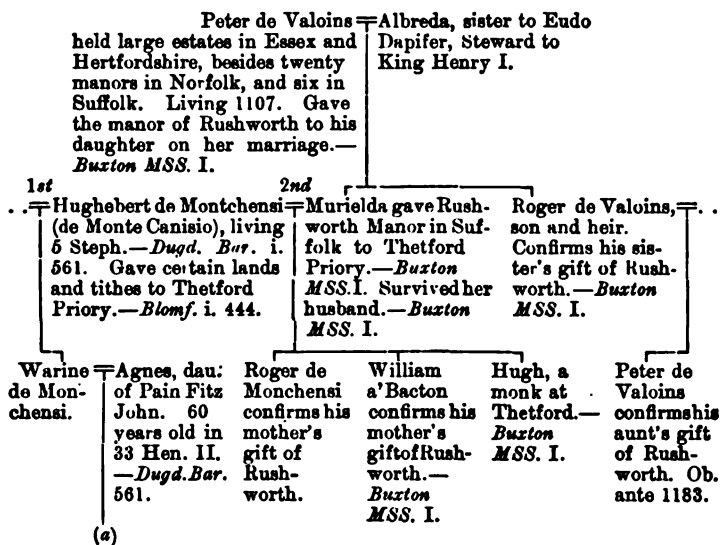 Peter de Valoins
held large estates in Essex and
Hertfordshire, besides twenty
manors in Norfolk, and six in
Suffolk. Living 1107. Gave
the manor of Rushworth to his
daughter on her marriage.—
Buxton MSS. I.
Albreda, sister to Eudo
Dapifer, Steward to
King Henry I.
1st
2nd
. .
Hughebert de Montchensi
(de Monte Canisio), living
5 Steph.—Dugd. Bar. i.
561. Gave certain lands
and tithes to Thetford
Priory.—Blomf. i. 444.
Murielda gave Rush-
worth Manor in Suf-
folk to Thetford
Priory.—Buxton
MSS. I. Survived her
husband.—Buxton
MSS. I.
Roger de Valoins,
son and heir.
Confirms his sis-
ter's gift of Rush-
worth.—Buxton
MSS. I.
. .
Warine
de Mon-
chensi.
Agnes, dau:
of Pain Fitz
John. 60
years old in
33 Hen. II.
—Dugd. Bar.
561.
Roger de
Monchensi
confirms his
mother's
gift of
Rush-
worth.
William
a'Bacton
confirms his
mother's
gift of Rush-
worth.—
Buxton
MSS. I.
Hugh, a
monk at
Thetford.—
Buxton
MSS. I.
Peter de
Valoins
confirms his
aunt's gift
of Rush-
worth. Ob.
ante 1183.
(a)